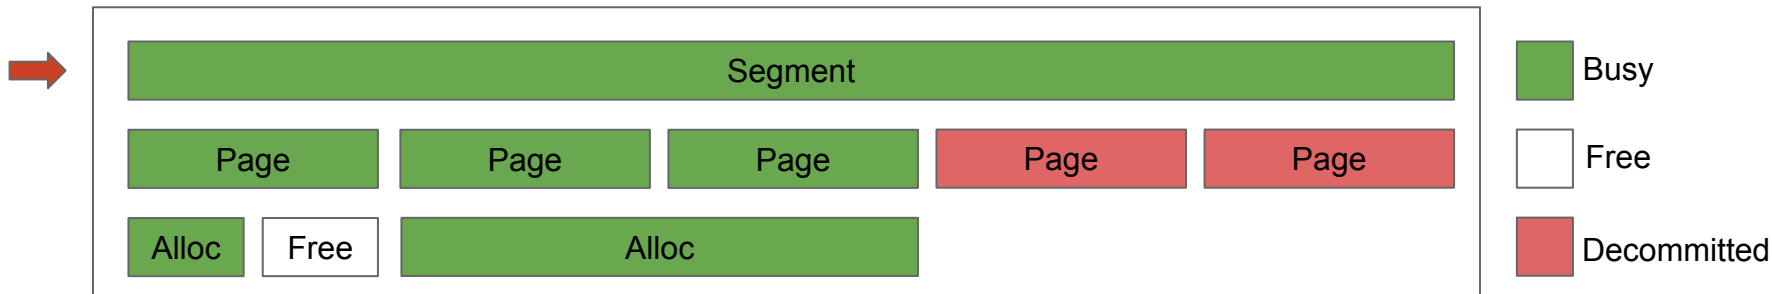 Segment
Busy
Page Page Page Page Page
Free
Alloc Free Alloc
Decommitted